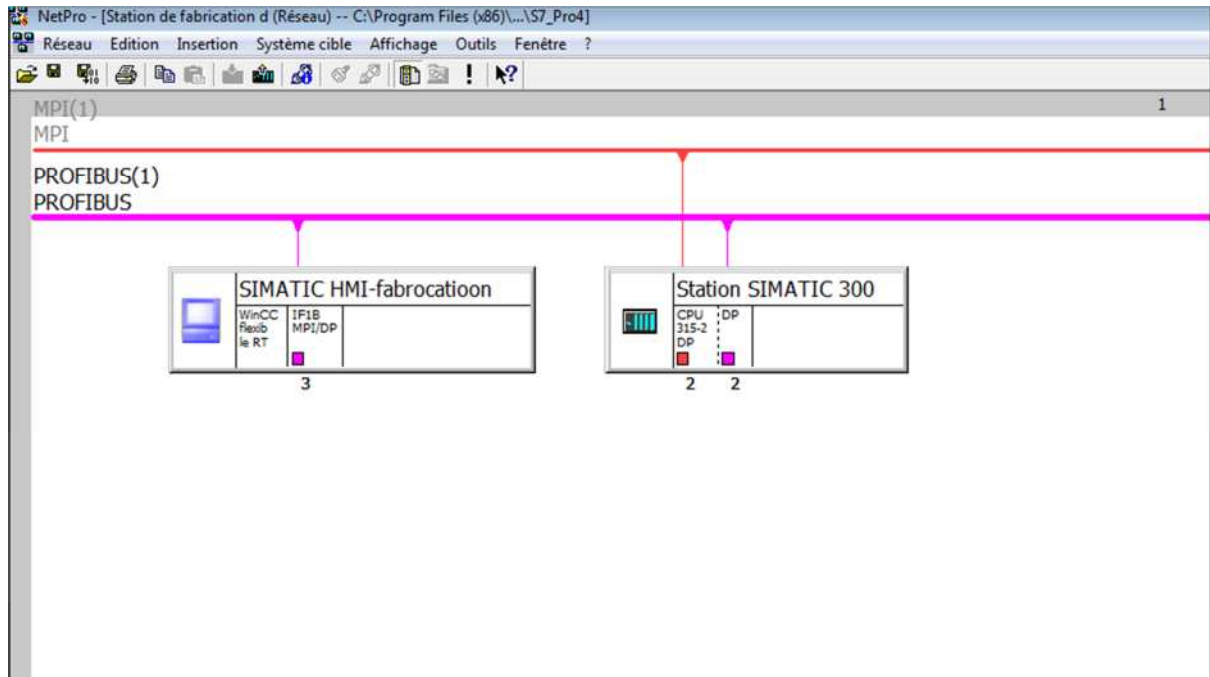 NetPro - [Station de fabrication d (Réseau) -- C:\Program Files (x86)\...\S7_Pro4]
Réseau Edition Insertion Système cible Affichage Outils Fenêtre ?
1
MPI(1)
MPI
PROFIBUS(1)
PROFIBUS
SIMATIC HMI-fabrocatioon
WinCC
flexib
le RT
IF1B
MPI/DP
3
Station SIMATIC 300
CPU
315-2
DP
DP
2 2